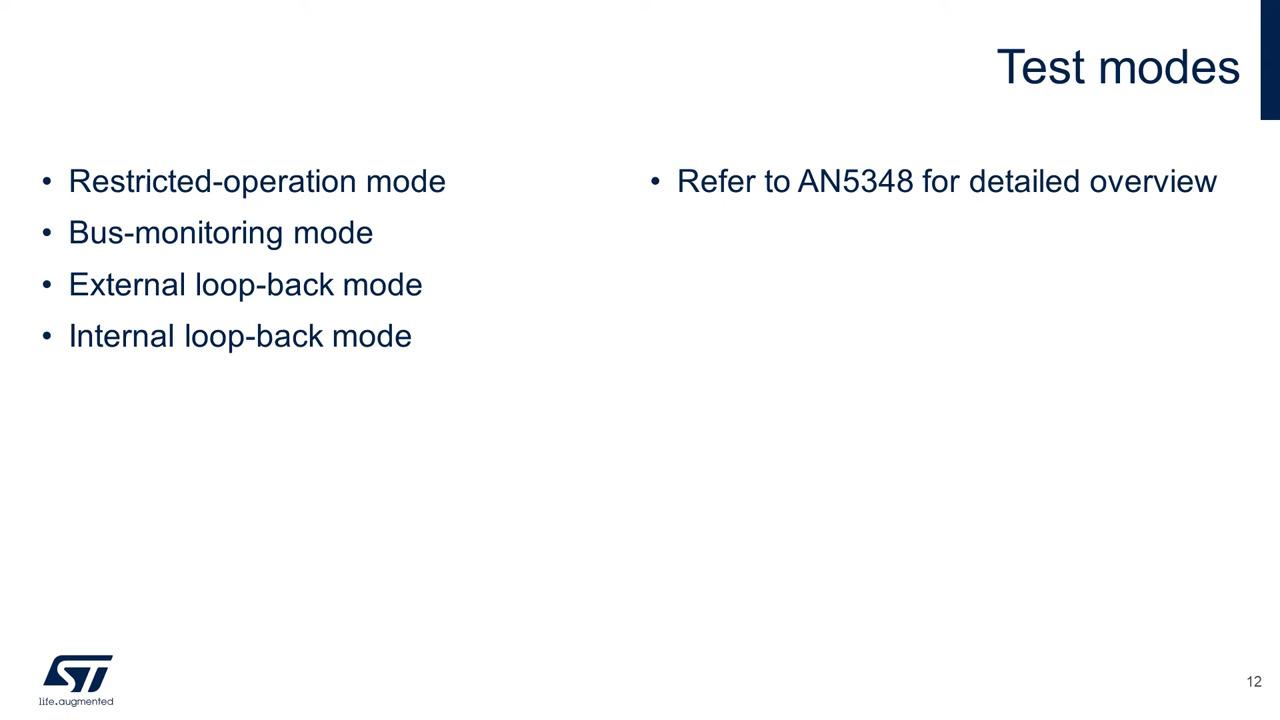 Test modes
• Restricted-operation mode
• Bus-monitoring mode
• External loop-back mode
• Internal loop-back mode
• Refer to AN5348 for detailed overview
ST
life.augmented
12